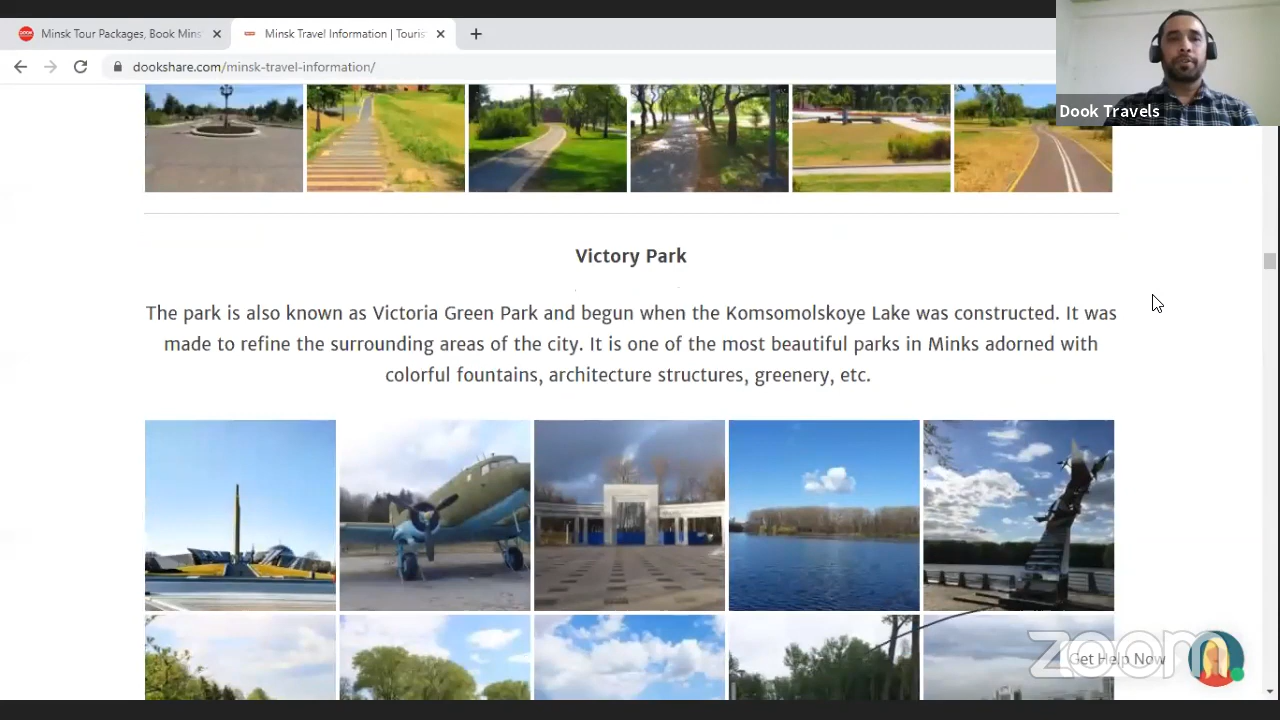 Minsk Tour Packages, Book Mins
Minsk Travel Information | Touris
dookshare.com/minsk-travel-information/
Dook Travels
Victory Park
The park is also known as Victoria Green Park and begun when the Komsomolskoye Lake was constructed. It was
made to refine the surrounding areas of the city. It is one of the most beautiful parks in Minks adorned with
colorful fountains, architecture structures, greenery, etc.
zoom
Get Help Now